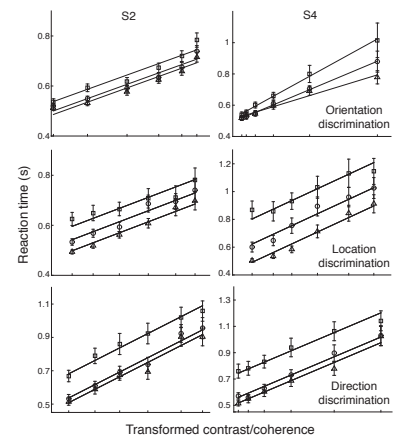 S2 S4
0.8
0.6
0.4
1
0.8
0.6
0.4
Orientation
discrimination
Reaction time (s)
0.8
0.6
0.4
1.2
1.0
0.8
0.6
0.4
Location
discrimination
1.1
0.9
0.7
0.5
1.3
1.1
0.9
0.7
0.5
Direction
discrimination
Transformed contrast/coherence